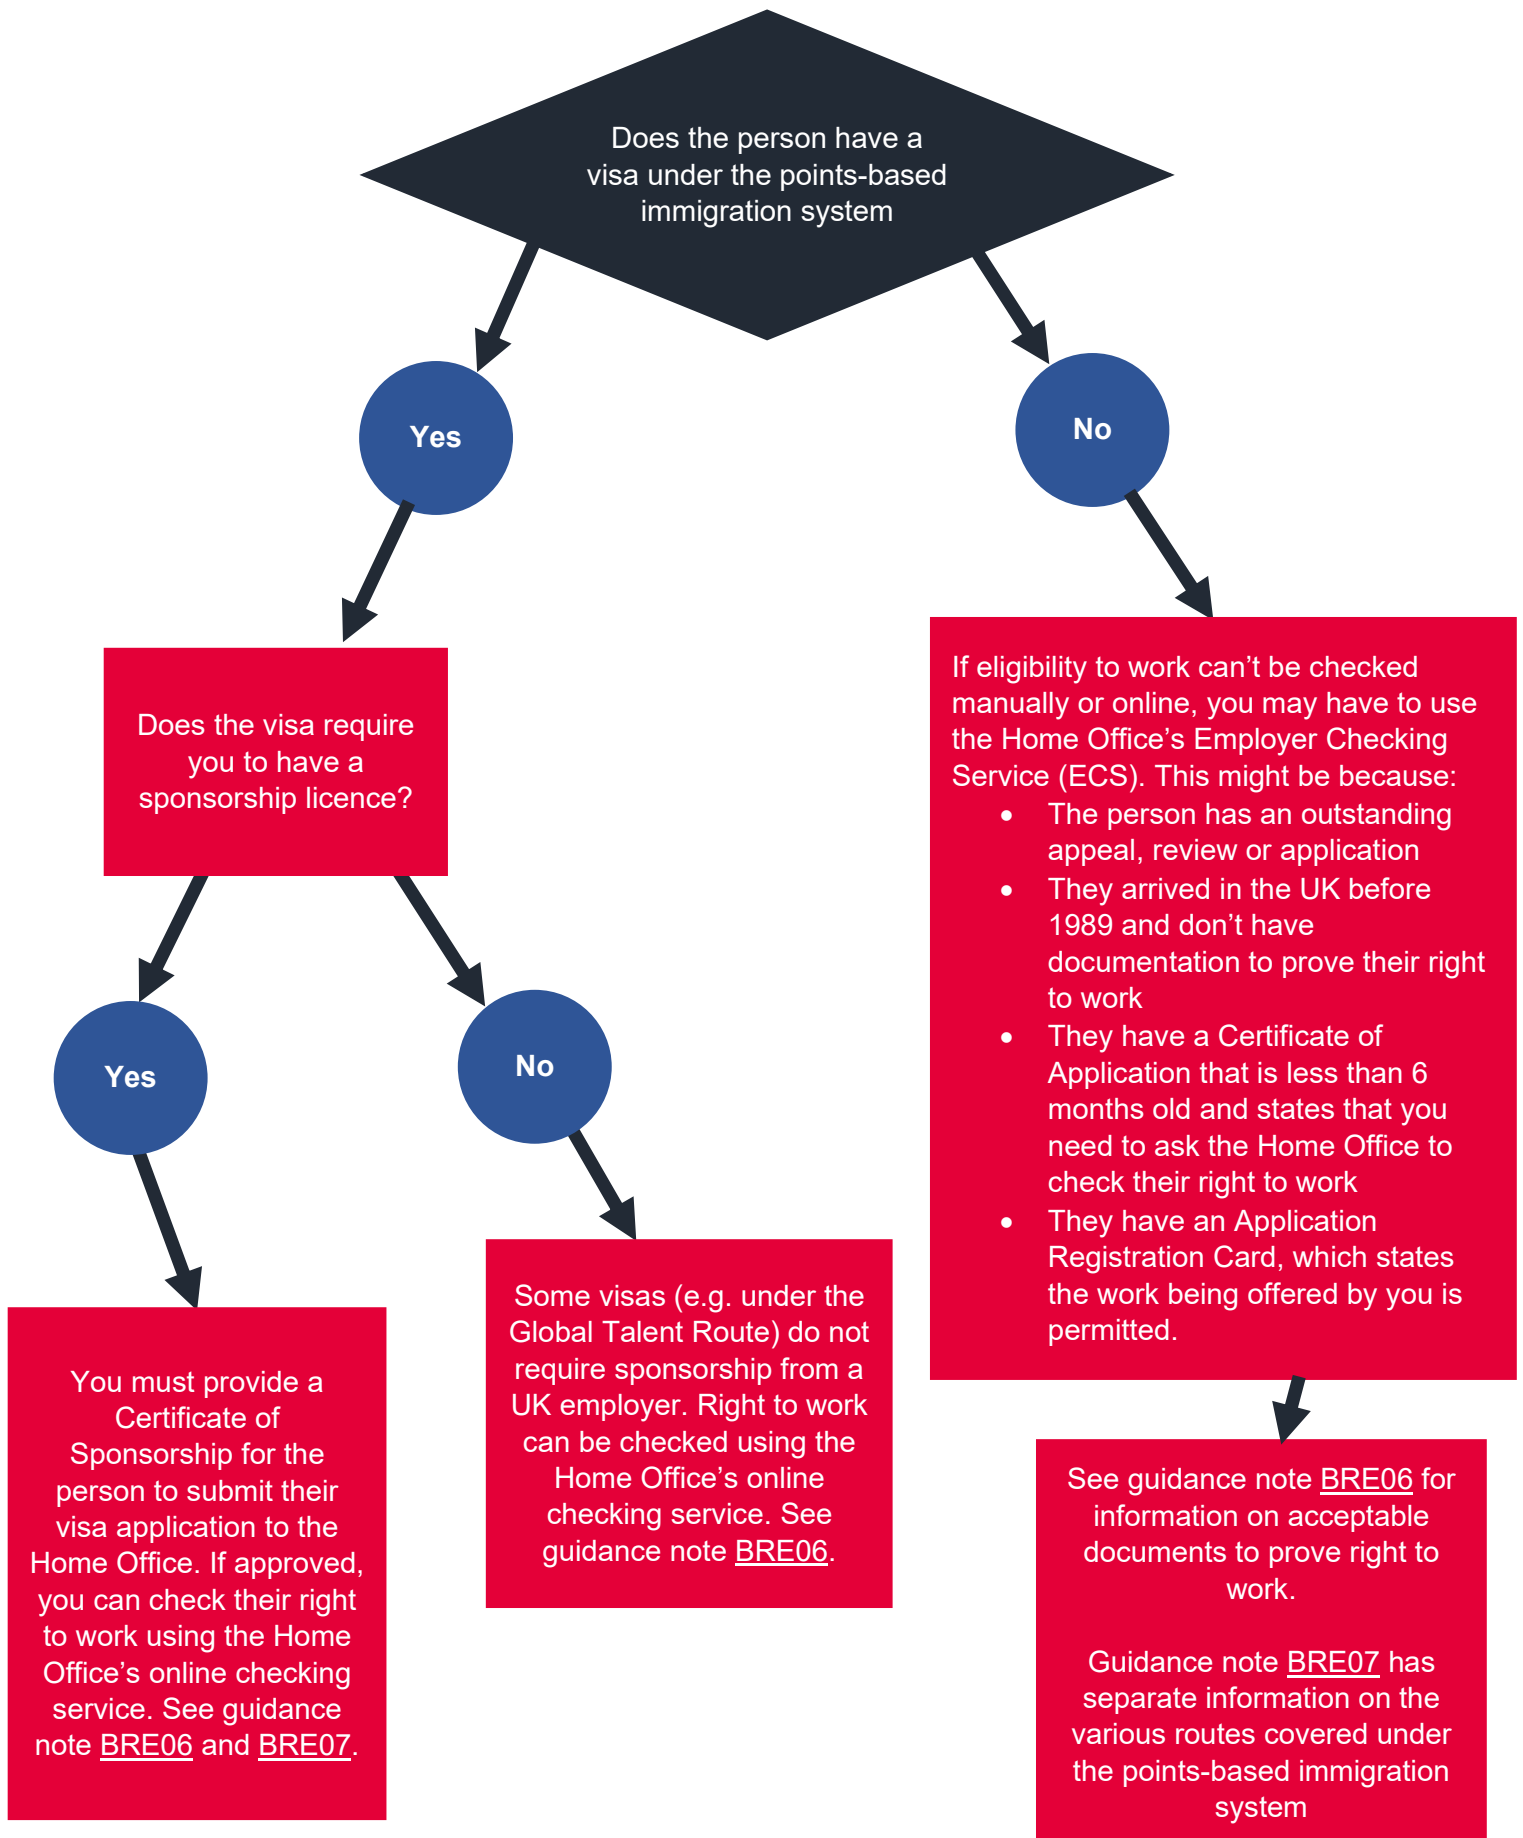 Does the person have a
visa under the points-based
immigration system
Yes
No
Does the visa require
you to have a
sponsorship licence?
If eligibility to work can’t be checked
manually or online, you may have to use
the Home Office’s Employer Checking
Service (ECS). This might be because:
• The person has an outstanding
appeal, review or application
• They arrived in the UK before
1989 and don’t have
documentation to prove their right
to work
• They have a Certificate of
Application that is less than 6
months old and states that you
need to ask the Home Office to
check their right to work
• They have an Application
Registration Card, which states
the work being offered by you is
permitted.
Yes
No
You must provide a
Certificate of
Sponsorship for the
person to submit their
visa application to the
Home Office. If approved,
you can check their right
to work using the Home
Office’s online checking
service. See guidance
note BRE06 and BRE07.
Some visas (e.g. under the
Global Talent Route) do not
require sponsorship from a
UK employer. Right to work
can be checked using the
Home Office’s online
checking service. See
guidance note BRE06.
See guidance note BRE06 for
information on acceptable
documents to prove right to
work.
Guidance note BRE07 has
separate information on the
various routes covered under
the points-based immigration
system